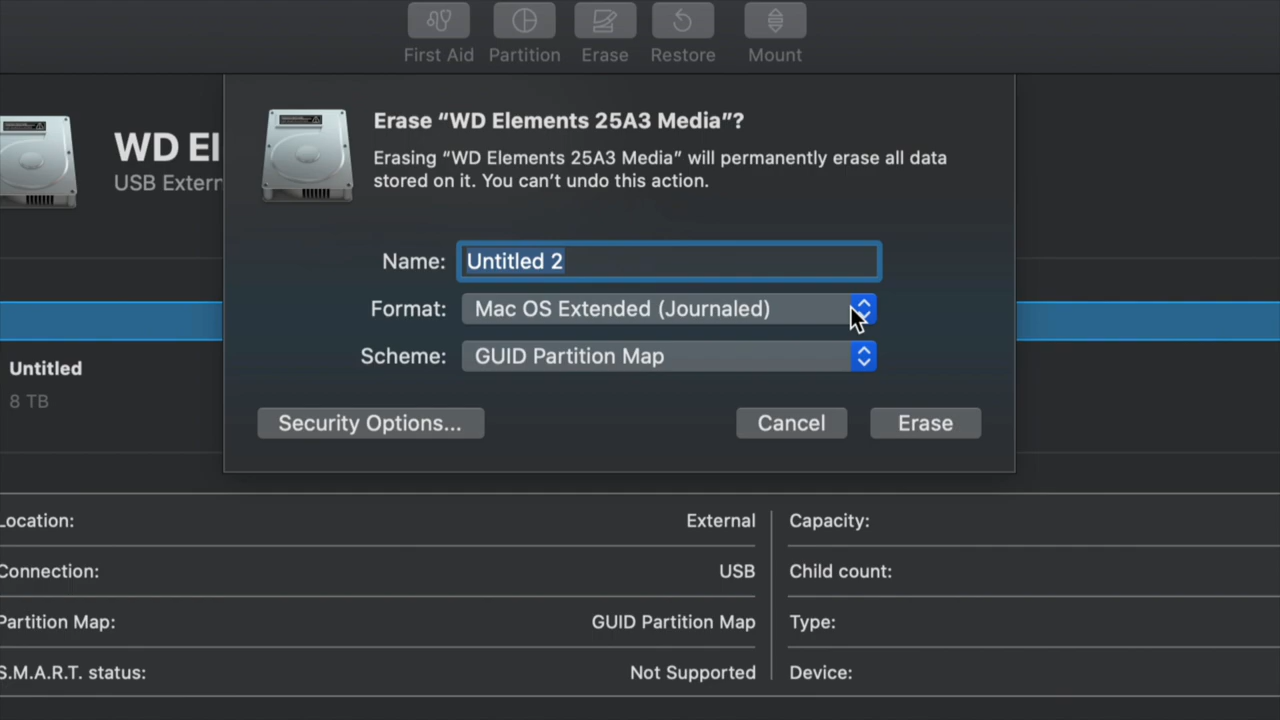 First Aid Partition Erase Restore Mount
WD El
USB Extern
Erase “WD Elements 25A3 Media”?
Erasing “WD Elements 25A3 Media” will permanently erase all data
stored on it. You can’t undo this action.
Name: Untitled 2
Format: Mac OS Extended (Journaled)
Scheme: GUID Partition Map
Security Options... Cancel Erase
Untitled
8 TB
Location: External
Capacity:
Connection: USB
Child count:
Partition Map: GUID Partition Map
Type:
S.M.A.R.T. status: Not Supported
Device: